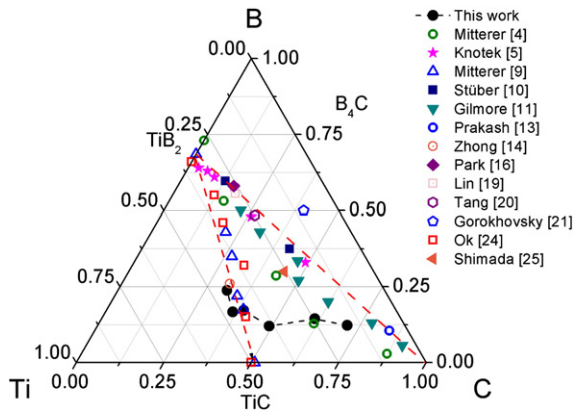 B
0.00
1.00
B4C
0.25
0.75
TiB2
0.50
0.50
0.75
0.25
1.00
0.00
Ti
0.00
0.25
0.50
0.75
1.00
C
TiC
This work
Mitterer [4]
Knotek [5]
Mitterer [9]
Stüber [10]
Gilmore [11]
Prakash [13]
Zhong [14]
Park [16]
Lin [19]
Tang [20]
Gorokhovsky [21]
Ok [24]
Shimada [25]